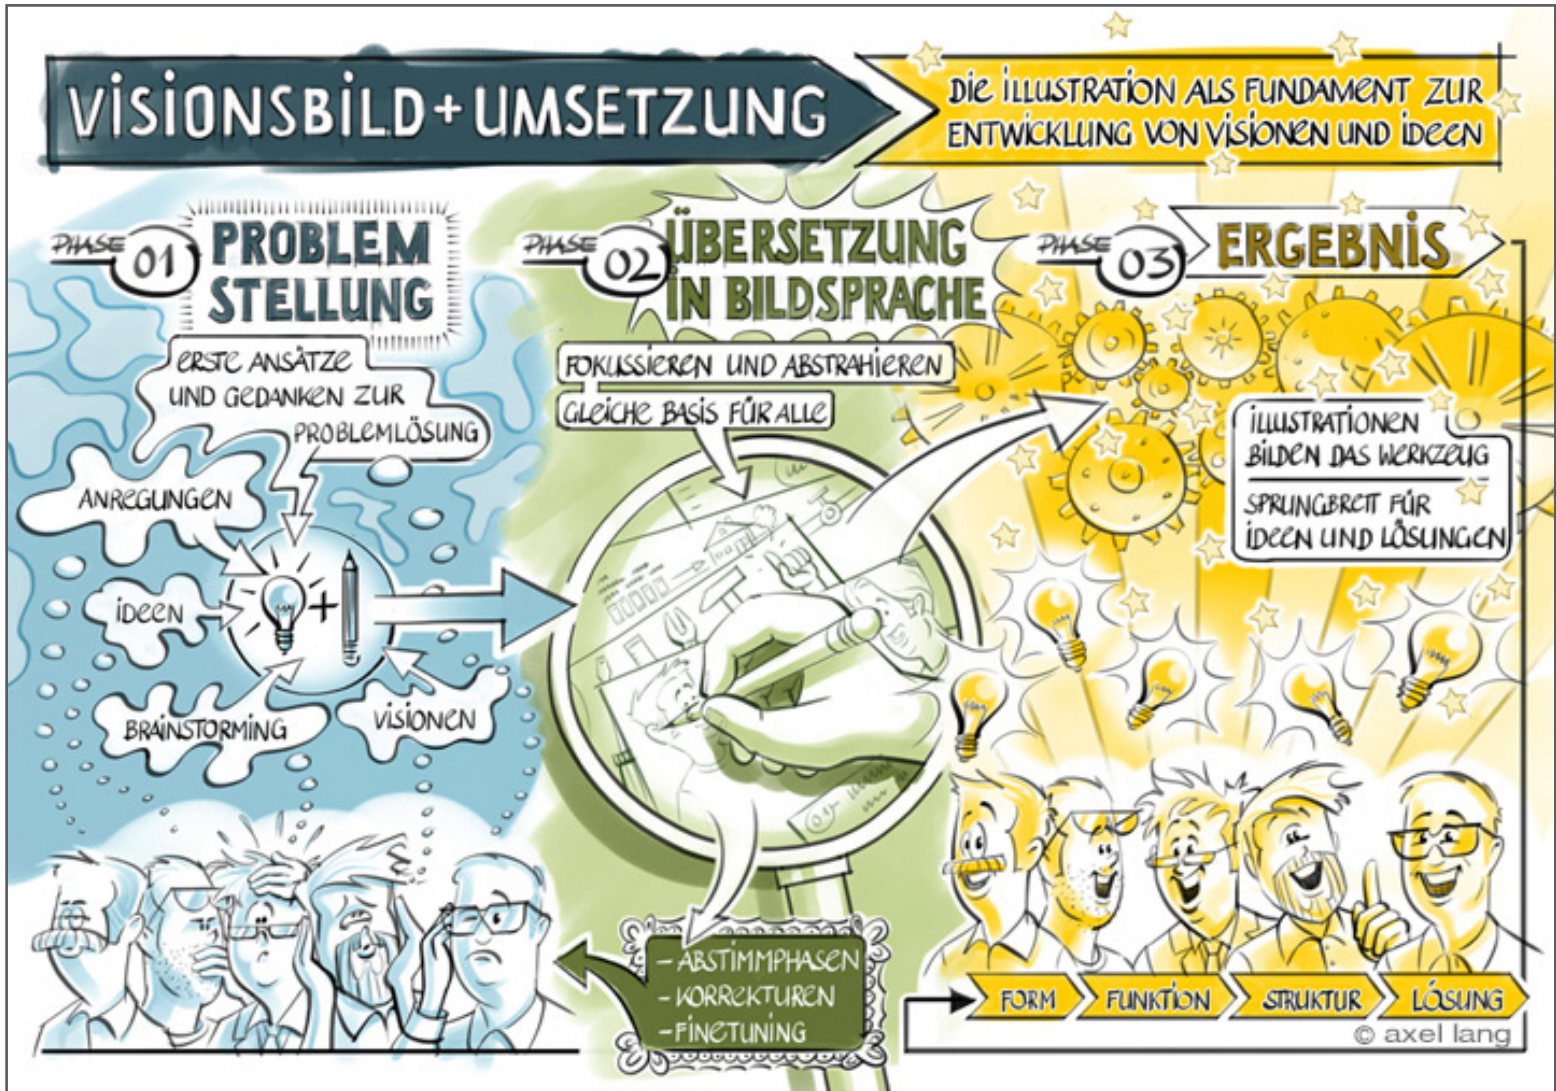 VISIONSBILD + UMSETZUNG
DIE ILLUSTRATION ALS FUNDAMENT ZUR
ENTWICKLUNG VON VISIONEN UND IDEEN
PHASE 01
PROBLEM
STELLUNG
ERSTE ANSÄTZE
UND GEDANKEN ZUR
PROBLEMLÖSUNG
ANREGUNGEN
IDEEN
+
BRAINSTORMING
VISIONEN
PHASE 02
ÜBERSETZUNG
IN BILDSPRACHE
FOKUSSIEREN UND ABSTRAHIEREN
GLEICHE BASIS FÜR ALLE
- ABSTIMMPHASEN
- KORREKTUREN
- FINETUNING
PHASE 03
ERGEBNIS
ILLUSTRATIONEN
BILDEN DAS WERKZEUG
SPRUNGBRETT FÜR
IDEEN UND LÖSUNGEN
FORM
FUNKTION
STRUKTUR
LÖSUNG
© axel lang